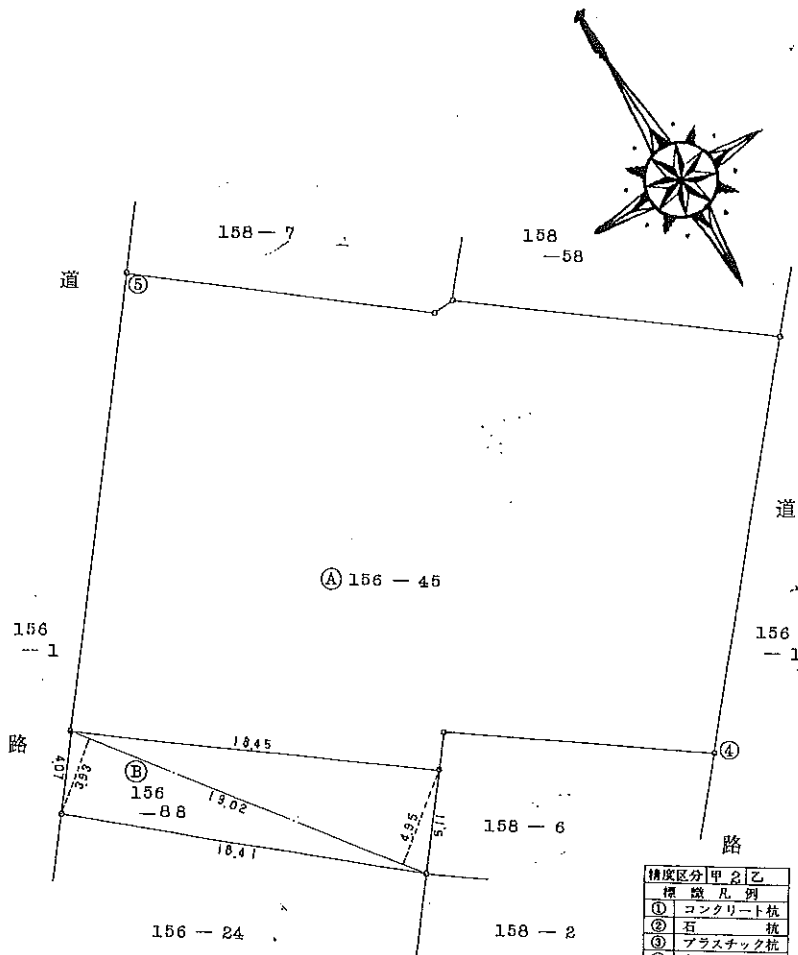 158－7
158
－58
道
⑤
道
Ⓐ 156－45
156
－1
156
－1
路
18.45
④
4.07
3.93
Ⓑ
156
－88
19.02
4.95
5.11
158－6
18.41
路
156－24
158－2
精度区分 甲2 乙
標識凡例
① コンクリート杭
② 石杭
③ プラスチック杭